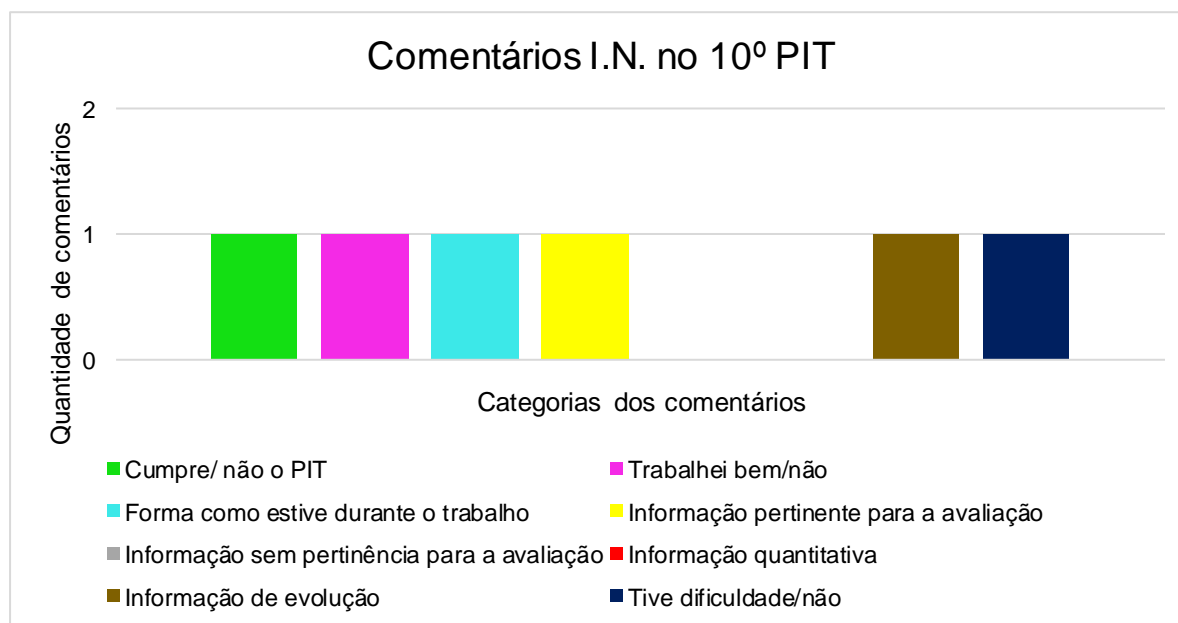 Comentários I.N. no 10º PIT
Quantidade de comentários
2
1
0
Categorias dos comentários
Cumpre/ não o PIT
Trabalhei bem/não
Forma como estive durante o trabalho
Informação pertinente para a avaliação
Informação sem pertinência para a avaliação
Informação quantitativa
Informação de evolução
Tive dificuldade/não